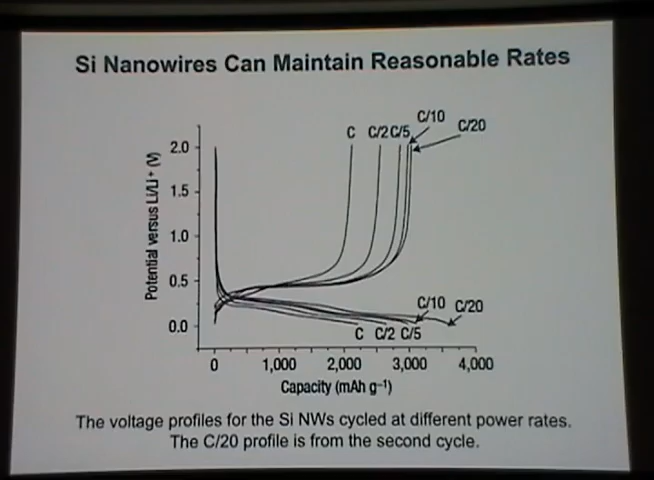 Si Nanowires Can Maintain Reasonable Rates
C/10
C C/2 C/5 C/20
2.0
1.5
1.0
0.5
0.0
Potential versus Li/Li+ (V)
C/10 C/20
C C/2 C/5
0 1,000 2,000 3,000 4,000
Capacity (mAh g⁻¹)
The voltage profiles for the Si NWs cycled at different power rates.
The C/20 profile is from the second cycle.